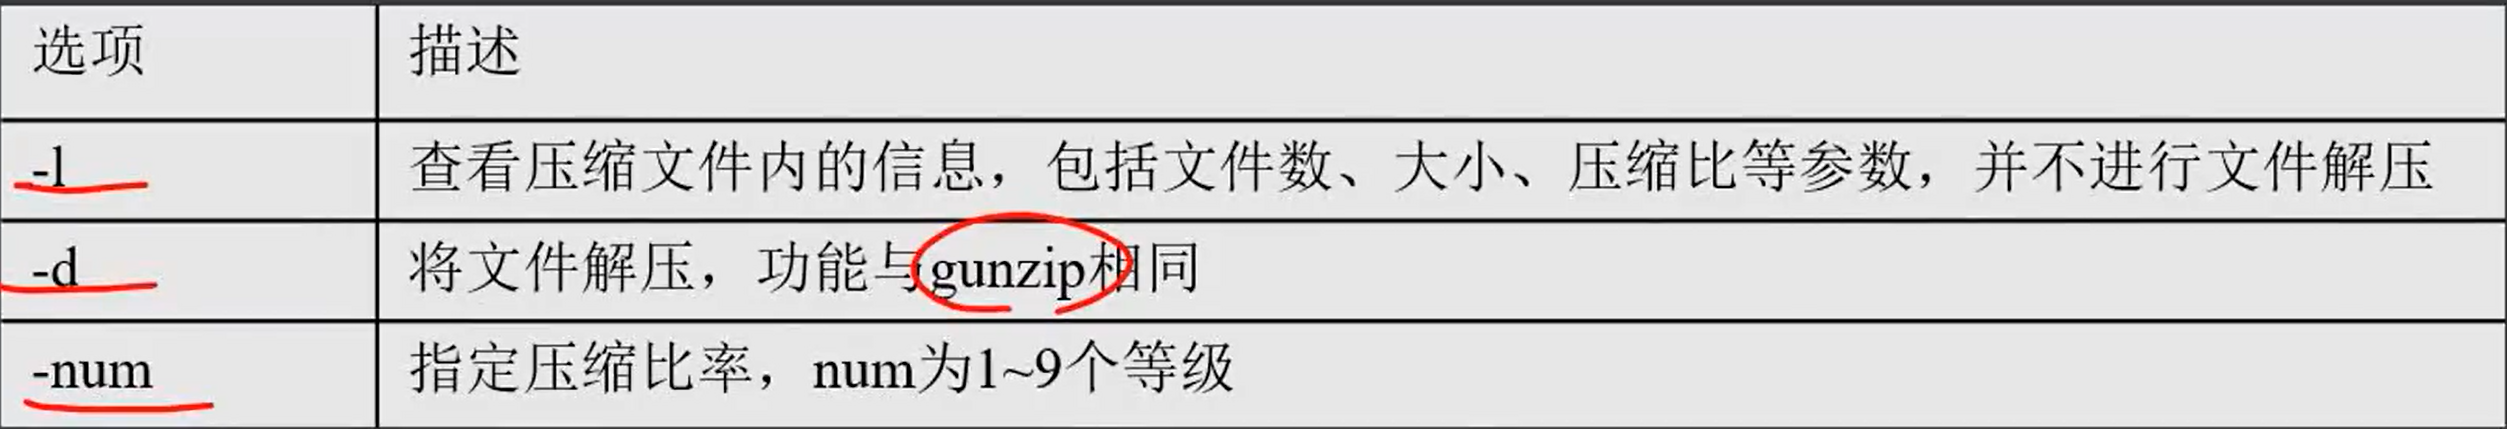 选项 描述
-l 查看压缩文件内的信息，包括文件数、大小、压缩比等参数，并不进行文件解压
-d 将文件解压，功能与gunzip相同
-num 指定压缩比率，num为1~9个等级